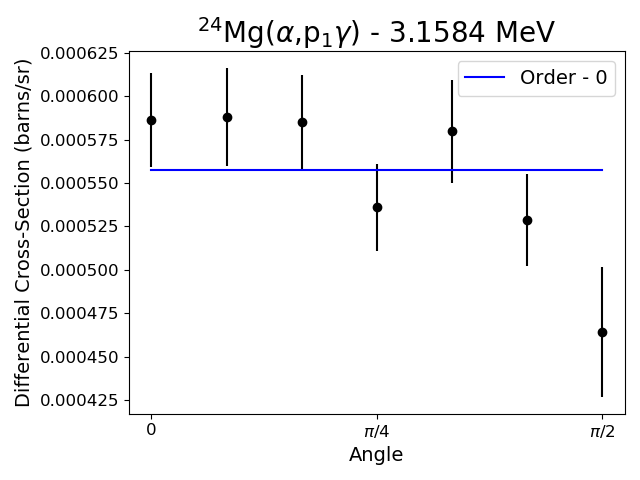 ²⁴Mg(α,p₁γ) - 3.1584 MeV
Order - 0
Differential Cross-Section (barns/sr)
0.000625
0.000600
0.000575
0.000550
0.000525
0.000500
0.000475
0.000450
0.000425
0 π/4 π/2
Angle